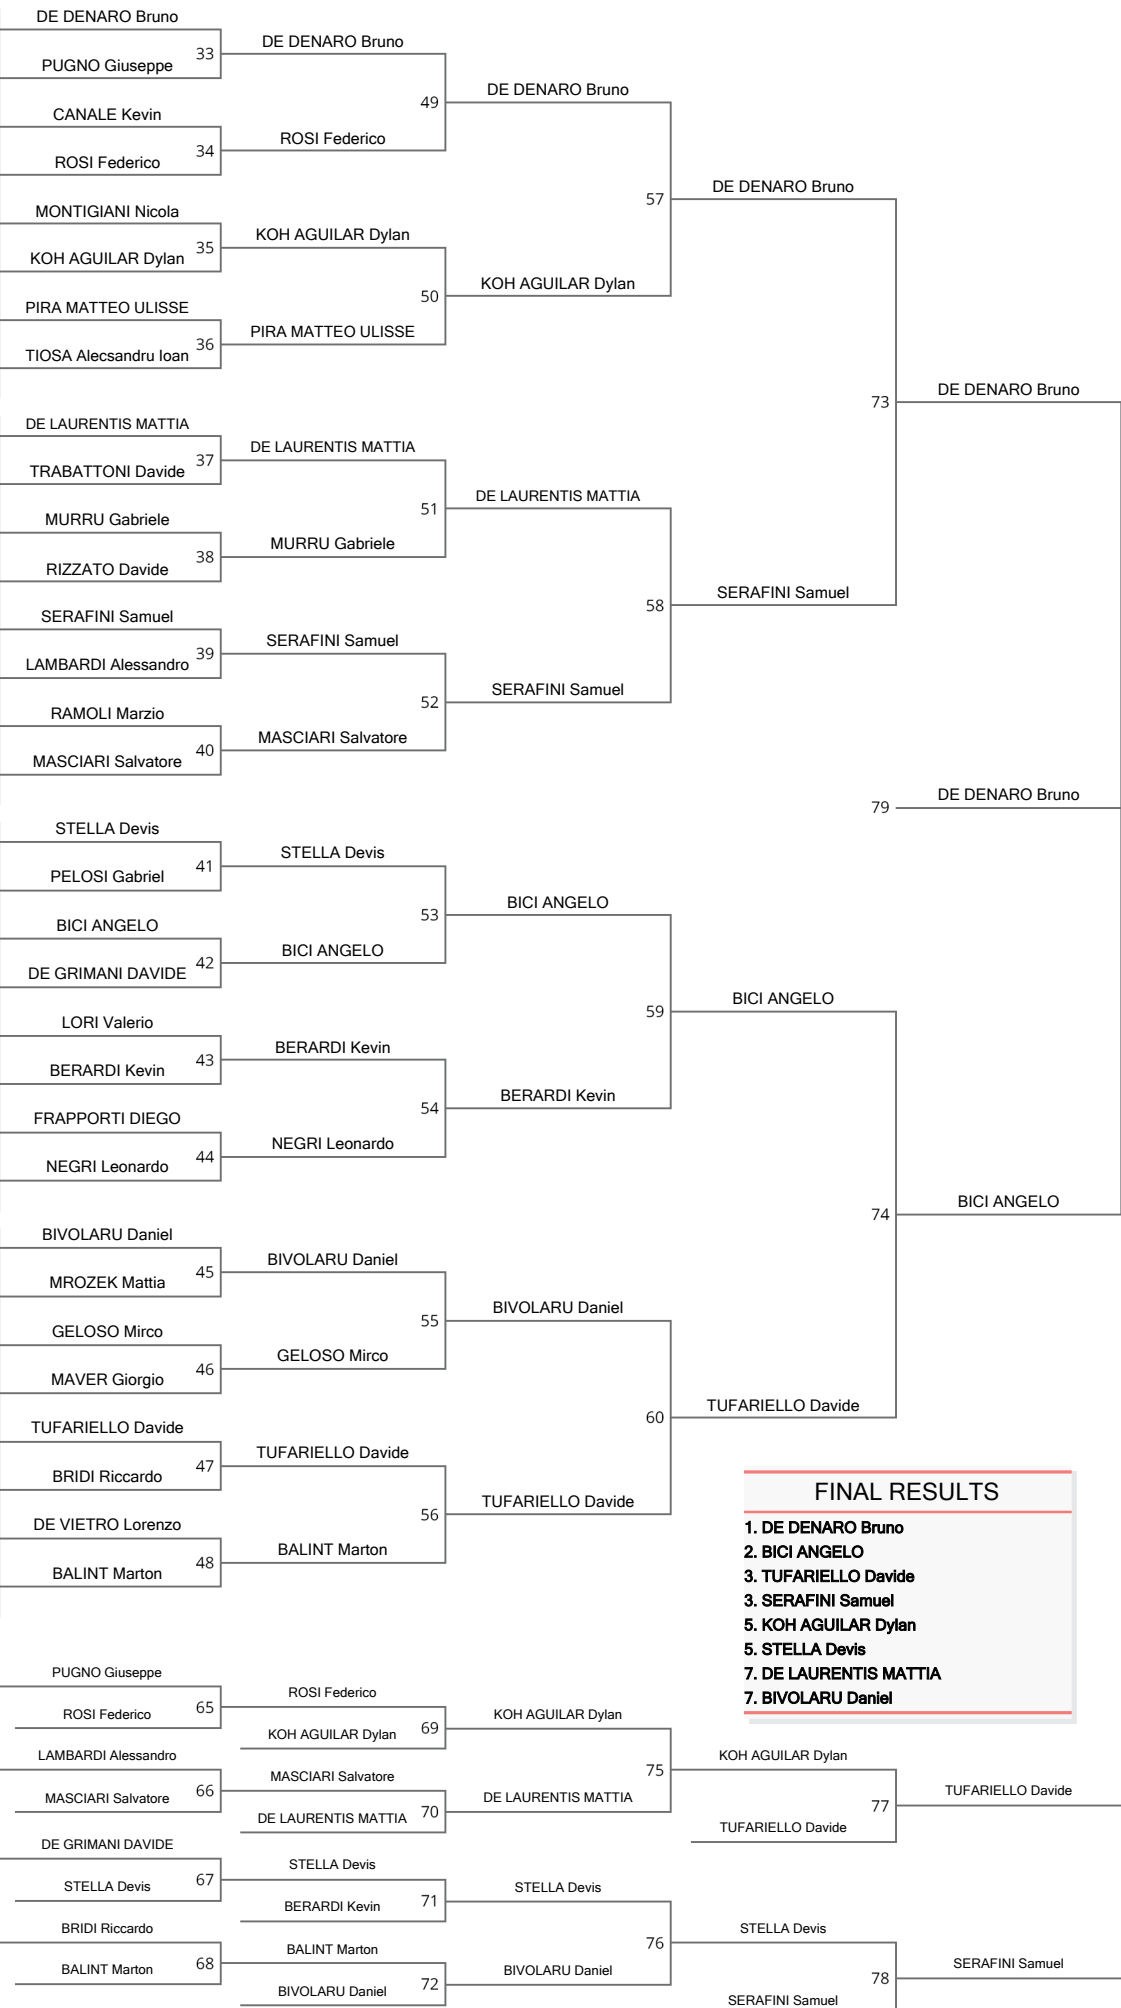 DE DENARO Bruno
33
DE DENARO Bruno
PUGNO Giuseppe
49
DE DENARO Bruno
CANALE Kevin
34
ROSI Federico
ROSI Federico
57
DE DENARO Bruno
MONTIGIANI Nicola
35
KOH AGUILAR Dylan
KOH AGUILAR Dylan
50
KOH AGUILAR Dylan
PIRA MATTEO ULISSE
36
PIRA MATTEO ULISSE
TIOSA Alecsandru Ioan
73
DE DENARO Bruno
DE LAURENTIS MATTIA
37
DE LAURENTIS MATTIA
TRABATTONI Davide
51
DE LAURENTIS MATTIA
MURRU Gabriele
38
MURRU Gabriele
RIZZATO Davide
58
SERAFINI Samuel
SERAFINI Samuel
39
SERAFINI Samuel
LAMBARDI Alessandro
52
SERAFINI Samuel
RAMOLI Marzio
40
MASCIARI Salvatore
MASCIARI Salvatore
79
DE DENARO Bruno
STELLA Devis
41
STELLA Devis
PELOSI Gabriel
53
BICI ANGELO
BICI ANGELO
42
BICI ANGELO
DE GRIMANI DAVIDE
59
BICI ANGELO
LORI Valerio
43
BERARDI Kevin
BERARDI Kevin
54
BERARDI Kevin
FRAPPORTI DIEGO
44
NEGRI Leonardo
NEGRI Leonardo
74
BICI ANGELO
BIVOLARU Daniel
45
BIVOLARU Daniel
MROZEK Mattia
55
BIVOLARU Daniel
GELOSO Mirco
46
GELOSO Mirco
MAVER Giorgio
60
TUFARIELLO Davide
TUFARIELLO Davide
47
TUFARIELLO Davide
BRIDI Riccardo
56
TUFARIELLO Davide
DE VIETRO Lorenzo
48
BALINT Marton
BALINT Marton
FINAL RESULTS
1. DE DENARO Bruno
2. BICI ANGELO
3. TUFARIELLO Davide
3. SERAFINI Samuel
5. KOH AGUILAR Dylan
5. STELLA Devis
7. DE LAURENTIS MATTIA
7. BIVOLARU Daniel
PUGNO Giuseppe
65
ROSI Federico
ROSI Federico
69
KOH AGUILAR Dylan
KOH AGUILAR Dylan
LAMBARDI Alessandro
66
MASCIARI Salvatore
MASCIARI Salvatore
70
DE LAURENTIS MATTIA
DE LAURENTIS MATTIA
75
KOH AGUILAR Dylan
77
TUFARIELLO Davide
TUFARIELLO Davide
DE GRIMANI DAVIDE
67
STELLA Devis
STELLA Devis
71
BERARDI Kevin
STELLA Devis
BRIDI Riccardo
68
BALINT Marton
BALINT Marton
72
BIVOLARU Daniel
BIVOLARU Daniel
76
STELLA Devis
78
SERAFINI Samuel
SERAFINI Samuel